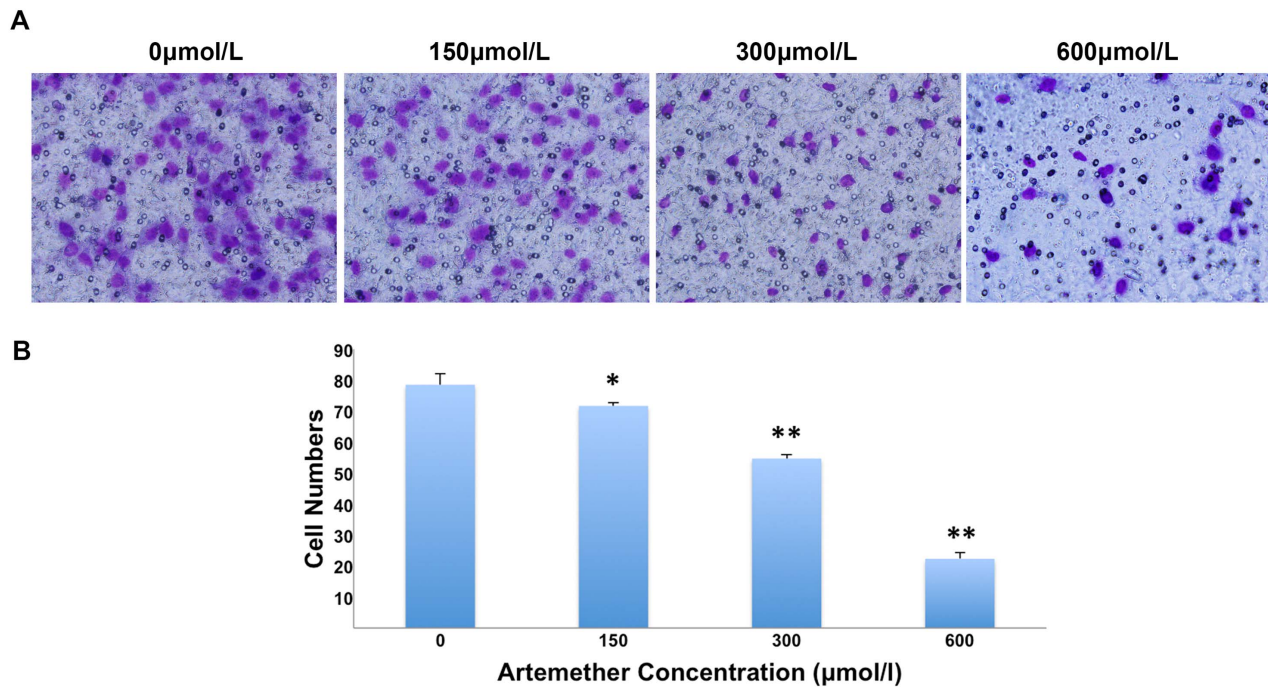 A
0µmol/L 150µmol/L 300µmol/L 600µmol/L
B
90
80
70
60
50
40
30
20
10
Cell Numbers
*
**
**
0 150 300 600
Artemether Concentration (µmol/l)